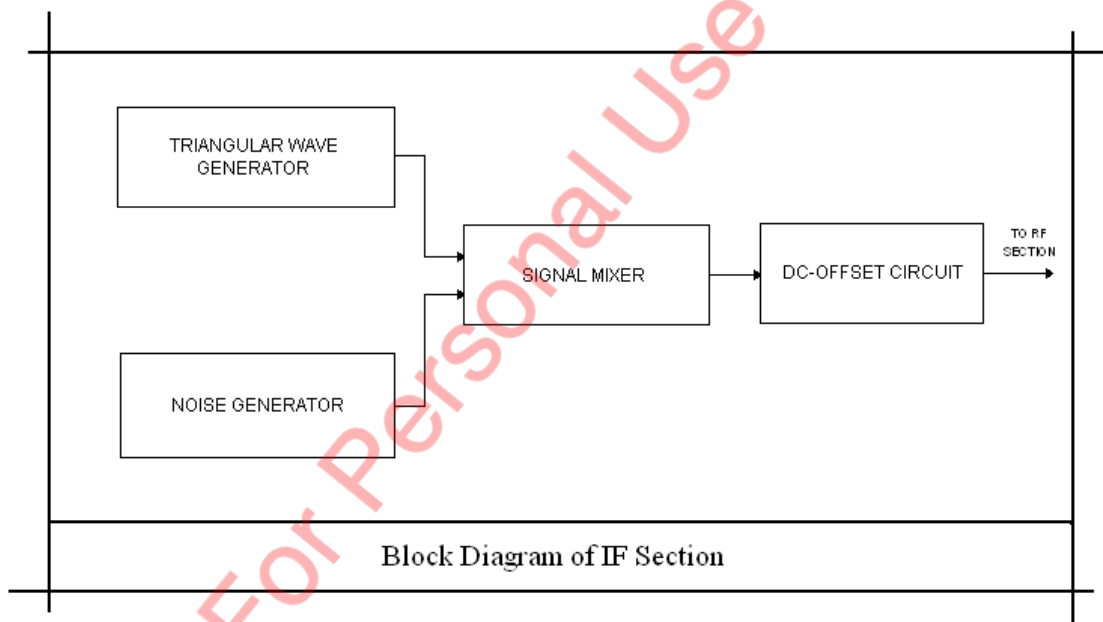 TRIANGULAR WAVE
GENERATOR
TO RF
SECTION
SIGNAL MIXER
DC-OFFSET CIRCUIT
NOISE GENERATOR
Block Diagram of IF Section
For Personal Use